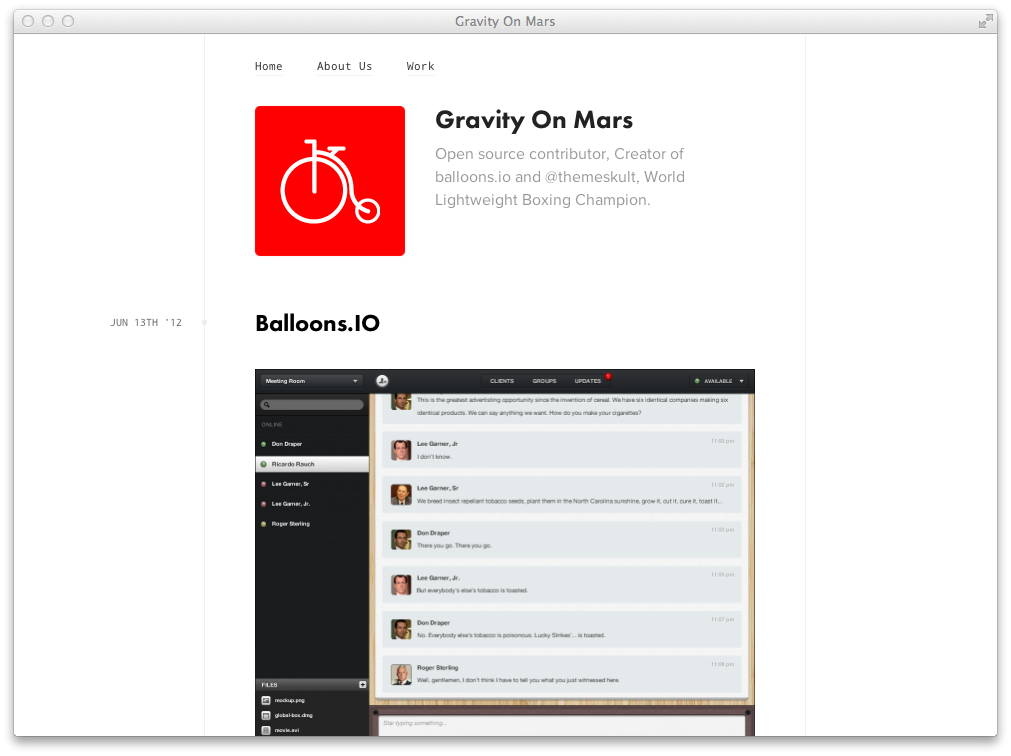 Gravity On Mars
Home
About Us
Work
Gravity On Mars
Open source contributor, Creator of
balloons.io and @themeskult, World
Lightweight Boxing Champion.
JUN 13TH '12
Balloons.IO
Meeting Room
CLIENTS
GROUPS
UPDATES
AVAILABLE
ONLINE
Don Draper
Ricardo Rauch
Lee Garner, Sr
Lee Garner, Jr.
Roger Sterling
This is the greatest advertisting opportunity since the invention of cereal. We have six identical companies making six
identical products. We can say anything we want. How do you make your cigarettes?
Lee Garner, Jr
11:00 pm
I don't know.
Lee Garner, Sr
11:02 pm
We breed insect repellant tobacco seeds, plant them in the North Carolina sunshine, grow it, cut it, cure it, toast it...
Don Draper
11:03 pm
There you go. There you go.
Lee Garner, Jr.
11:05 pm
But everybody's else's tobacco is toasted.
Don Draper
11:07 pm
No. Everybody else's tobacco is poisonous. Lucky Strikes'... is toasted.
Roger Sterling
11:08 pm
Well, gentlemen, I don't think I have to tell you what you just witnessed here.
FILES
mockup.png
global-box.dmg
movie.avi
Start typing something...